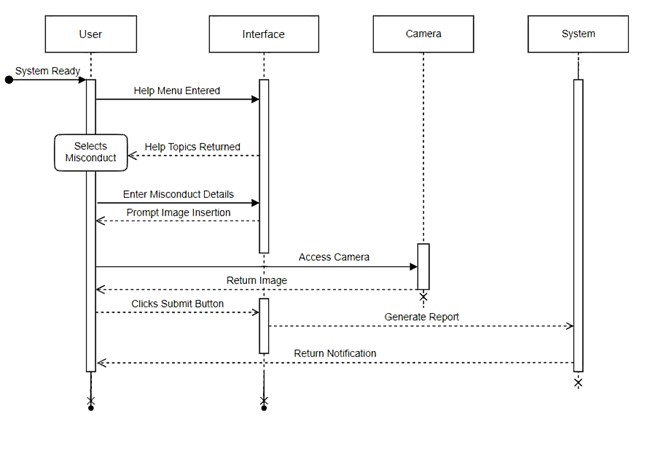 User
Interface
Camera
System
System Ready
Help Menu Entered
Selects
Misconduct
Help Topics Returned
Enter Misconduct Details
Prompt Image Insertion
Access Camera
Return Image
Clicks Submit Button
Generate Report
Return Notification